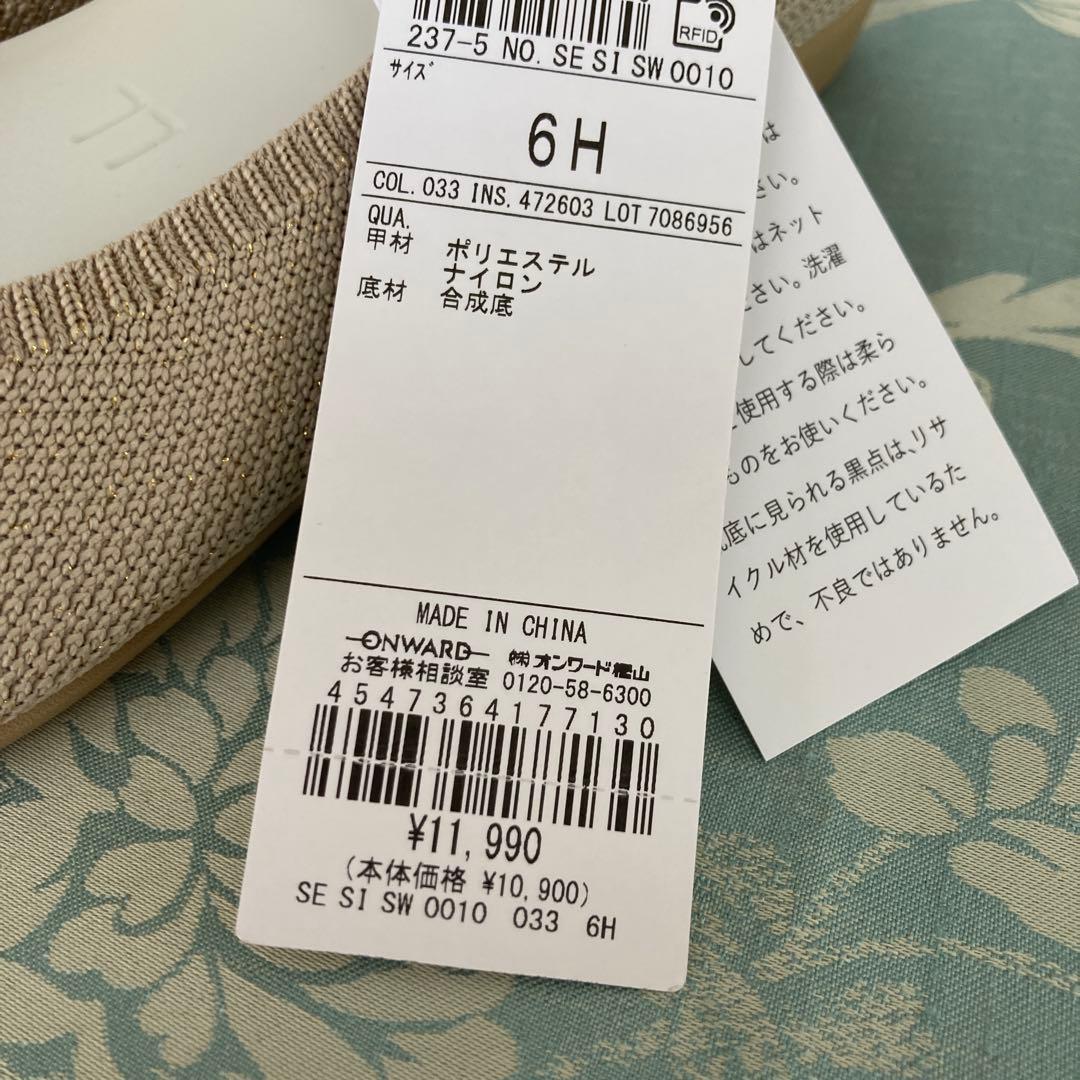 RFID
237-5 NO. SE SI SW 0010
ｻｲｽﾞ
6H
COL. 033 INS. 472603 LOT 7086956
QUA.
甲材 ポリエステル
ナイロン
底材 合成底
MADE IN CHINA
ONWARD ㈱オンワード樫山
お客様相談室 0120-58-6300
4547364177130
¥11,990
(本体価格 ¥10,900)
SE SI SW 0010 033 6H
は
さい。
はネット
ださい。洗濯
してください。
使用する際は柔ら
ものをお使いください。
底に見られる黒点は、リサ
イクル材を使用しているた
めで、不良ではありません。